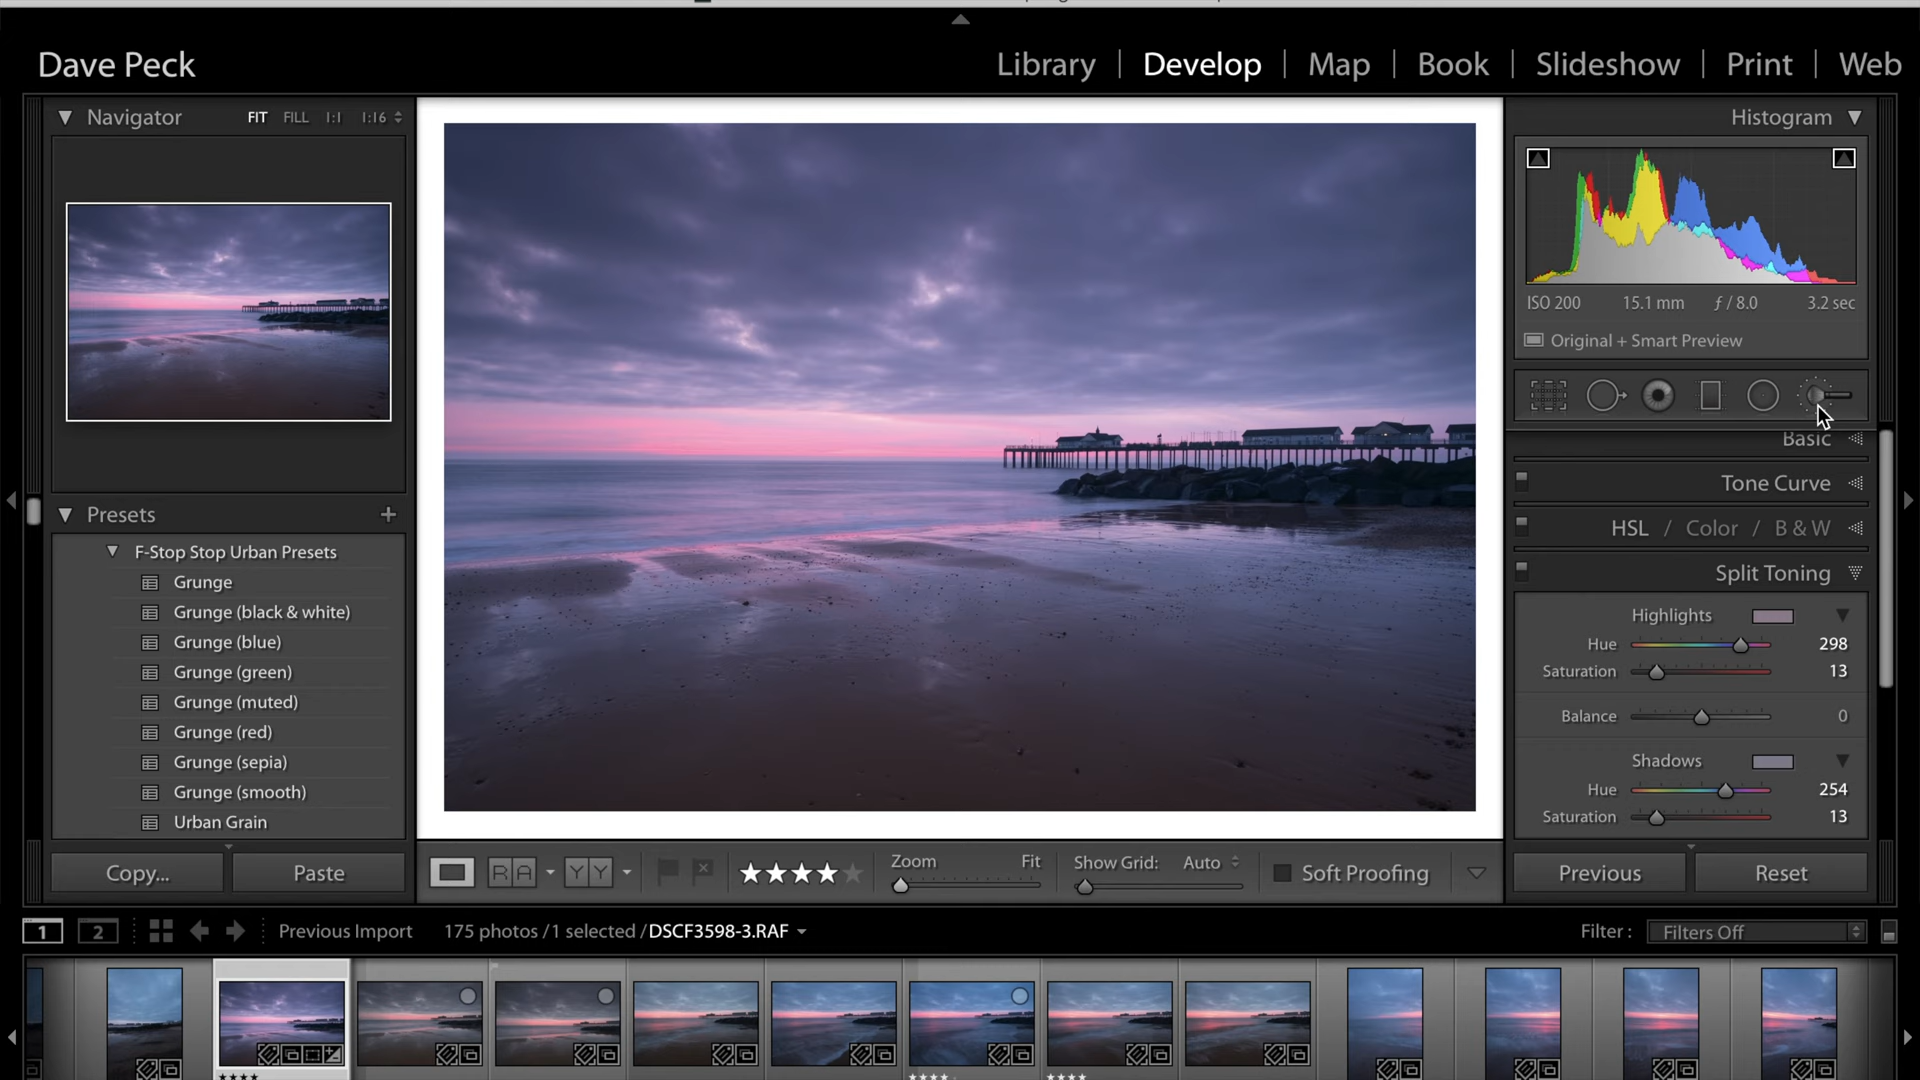 Dave Peck
Library | Develop | Map | Book | Slideshow | Print | Web
Navigator FIT FILL 1:1 1:16
Histogram
ISO 200 15.1 mm ƒ / 8.0 3.2 sec
Original + Smart Preview
Basic
Tone Curve
HSL / Color / B & W
Split Toning
Highlights
Hue 298
Saturation 13
Balance 0
Shadows
Hue 254
Saturation 13
Previous Reset
Presets +
F-Stop Stop Urban Presets
Grunge
Grunge (black & white)
Grunge (blue)
Grunge (green)
Grunge (muted)
Grunge (red)
Grunge (sepia)
Grunge (smooth)
Urban Grain
Copy... Paste
R A Y Y Zoom Fit Show Grid: Auto Soft Proofing
1 2 Previous Import 175 photos /1 selected /DSCF3598-3.RAF Filter : Filters Off